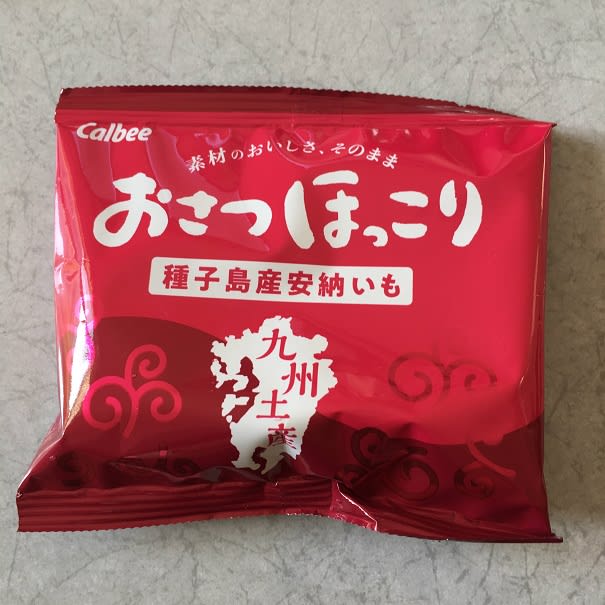 Calbee
素材のおいしさ、そのまま
おさつほっこり
種子島産安納いも
九州土産